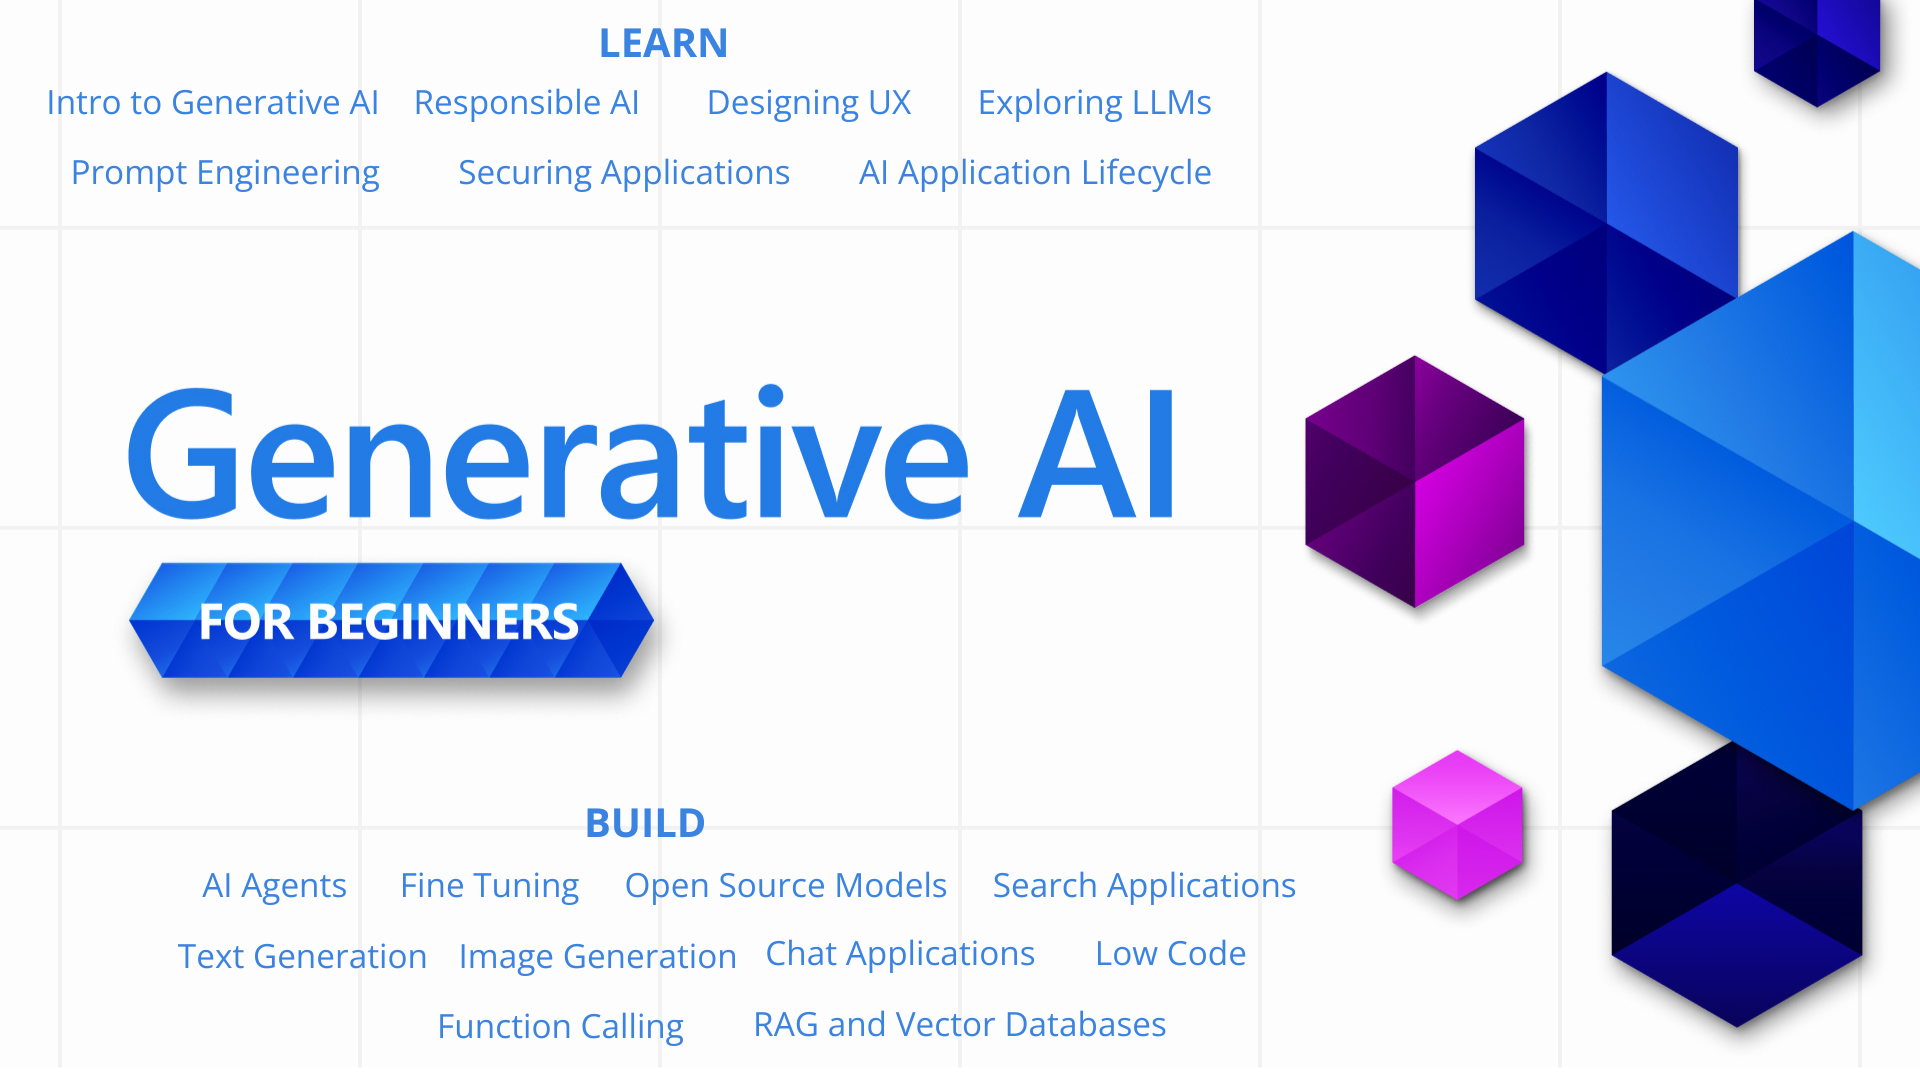 LEARN
Intro to Generative AI Responsible AI Designing UX Exploring LLMs
Prompt Engineering Securing Applications AI Application Lifecycle
Generative AI
FOR BEGINNERS
BUILD
AI Agents Fine Tuning Open Source Models Search Applications
Text Generation Image Generation Chat Applications Low Code
Function Calling RAG and Vector Databases